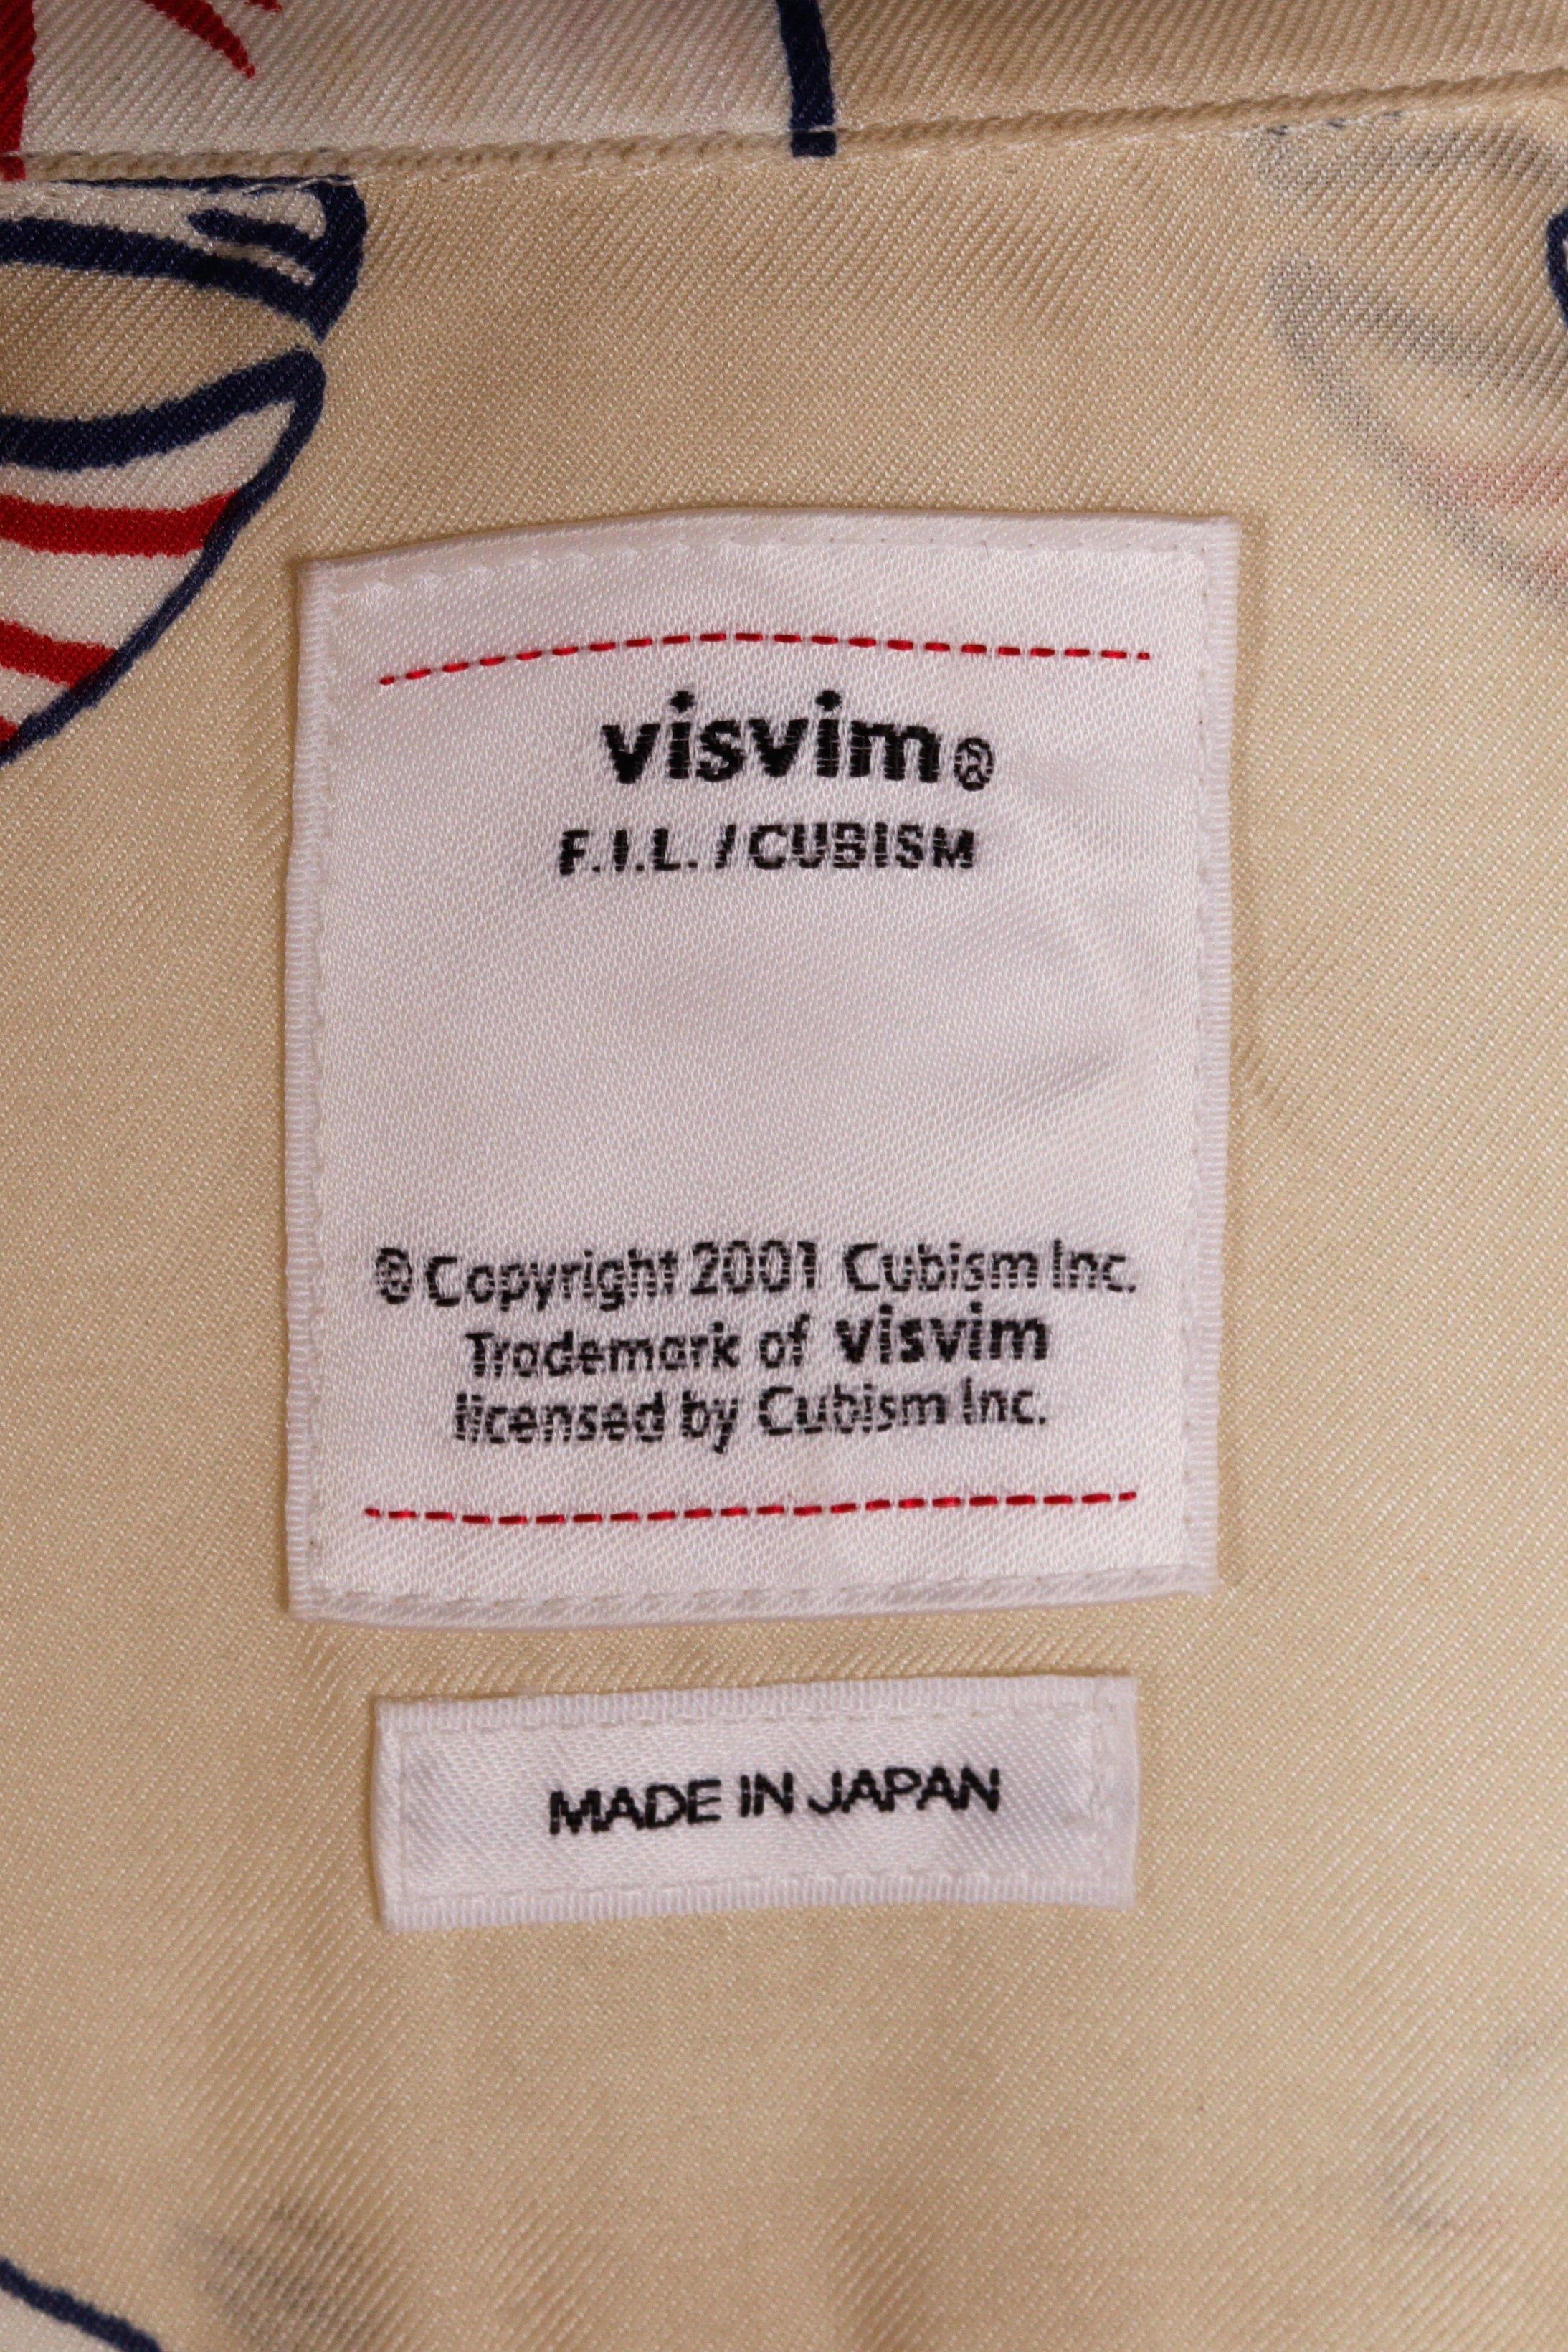 visvim®
F.I.L. / CUBISM
® Copyright 2001 Cubism Inc.
Trademark of visvim
licensed by Cubism Inc.
MADE IN JAPAN